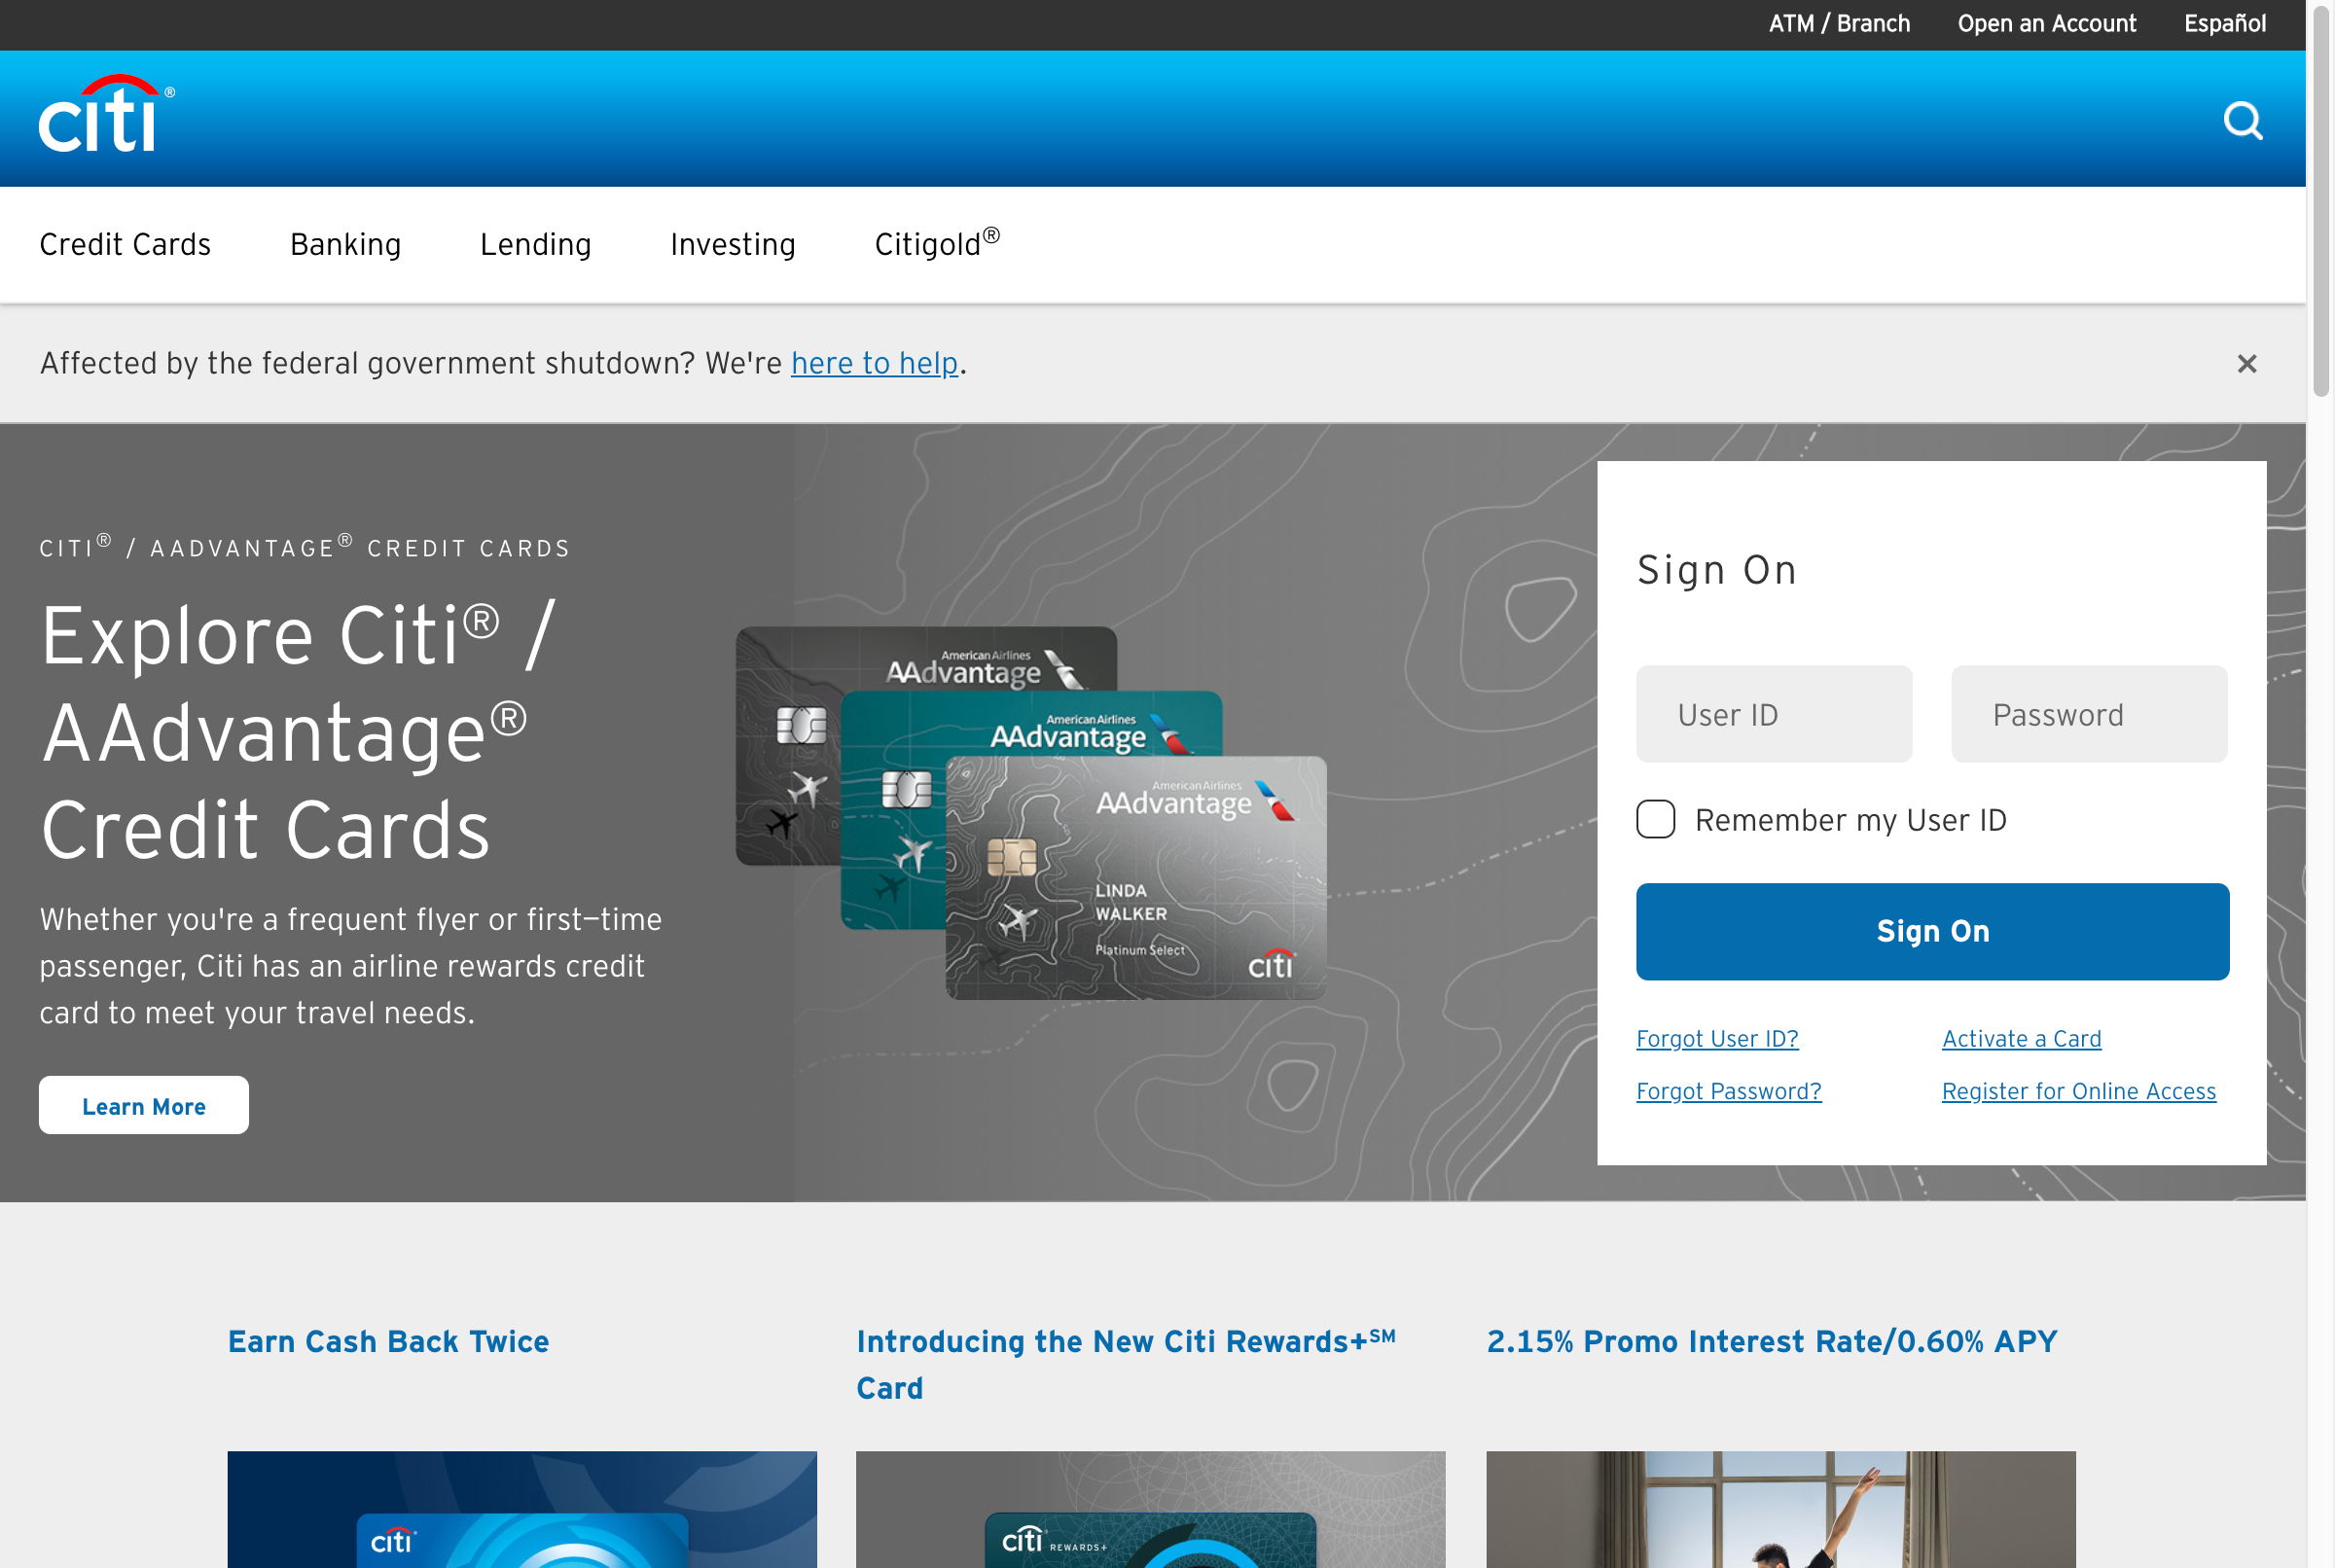 ATM / Branch
Open an Account
Español
citi®
Credit Cards
Banking
Lending
Investing
Citigold®
Affected by the federal government shutdown? We're here to help.
CITI® / AADVANTAGE® CREDIT CARDS
Explore Citi® /
AAdvantage®
Credit Cards
Whether you're a frequent flyer or first–time
passenger, Citi has an airline rewards credit
card to meet your travel needs.
Learn More
American Airlines
AAdvantage
American Airlines
AAdvantage
American Airlines
AAdvantage
LINDA
WALKER
Platinum Select
citi
Sign On
User ID
Password
Remember my User ID
Sign On
Forgot User ID?
Activate a Card
Forgot Password?
Register for Online Access
Earn Cash Back Twice
Introducing the New Citi Rewards+℠
Card
2.15% Promo Interest Rate/0.60% APY
citi
citi REWARDS+